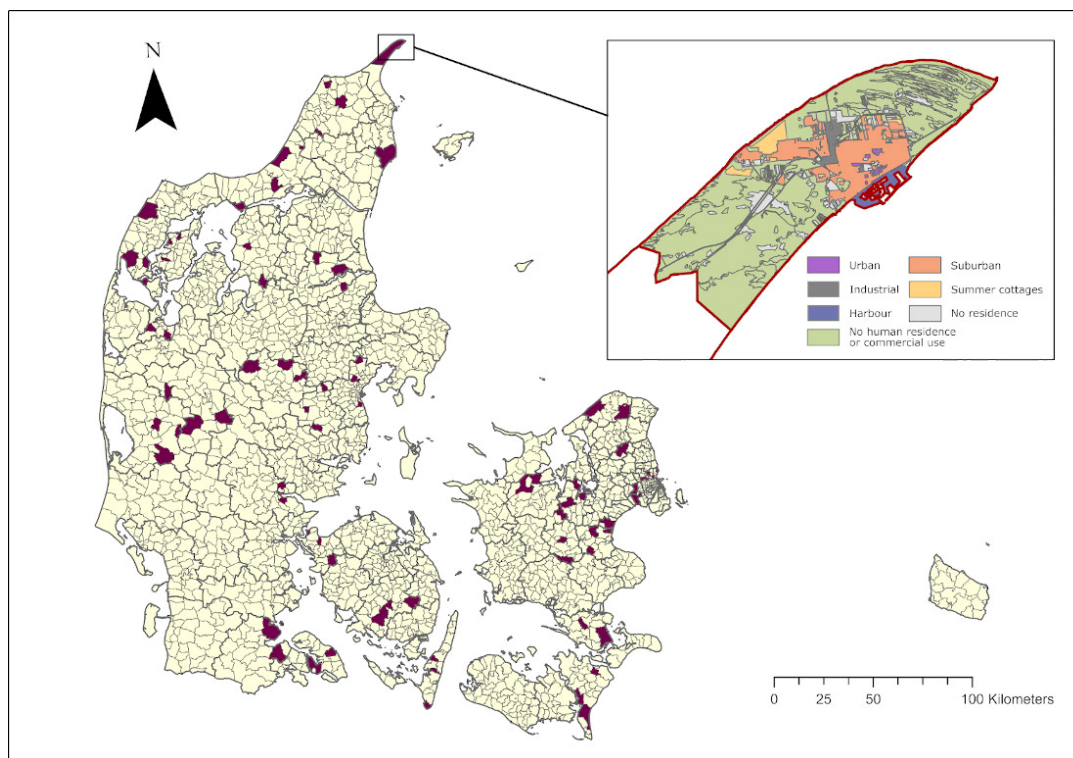 N
Urban
Suburban
Industrial
Summer cottages
Harbour
No residence
No human residence
or commercial use
0 25 50 100 Kilometers